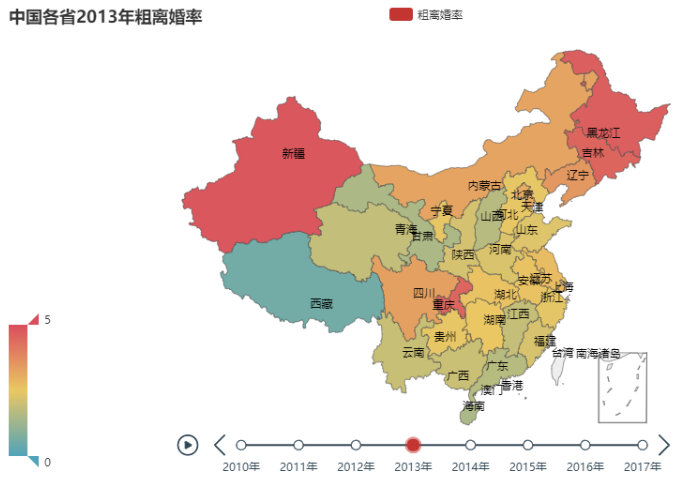 中国各省2013年粗离婚率
粗离婚率
黑龙江
新疆
吉林
辽宁
内蒙古
北京
天津
宁夏
山西
河北
青海
甘肃
山东
河南
陕西
安徽
江苏
上海
四川
重庆
湖北
浙江
西藏
湖南
江西
贵州
福建
云南
台湾
南海诸岛
广西
广东
香港
澳门
海南
5
0
2010年
2011年
2012年
2013年
2014年
2015年
2016年
2017年